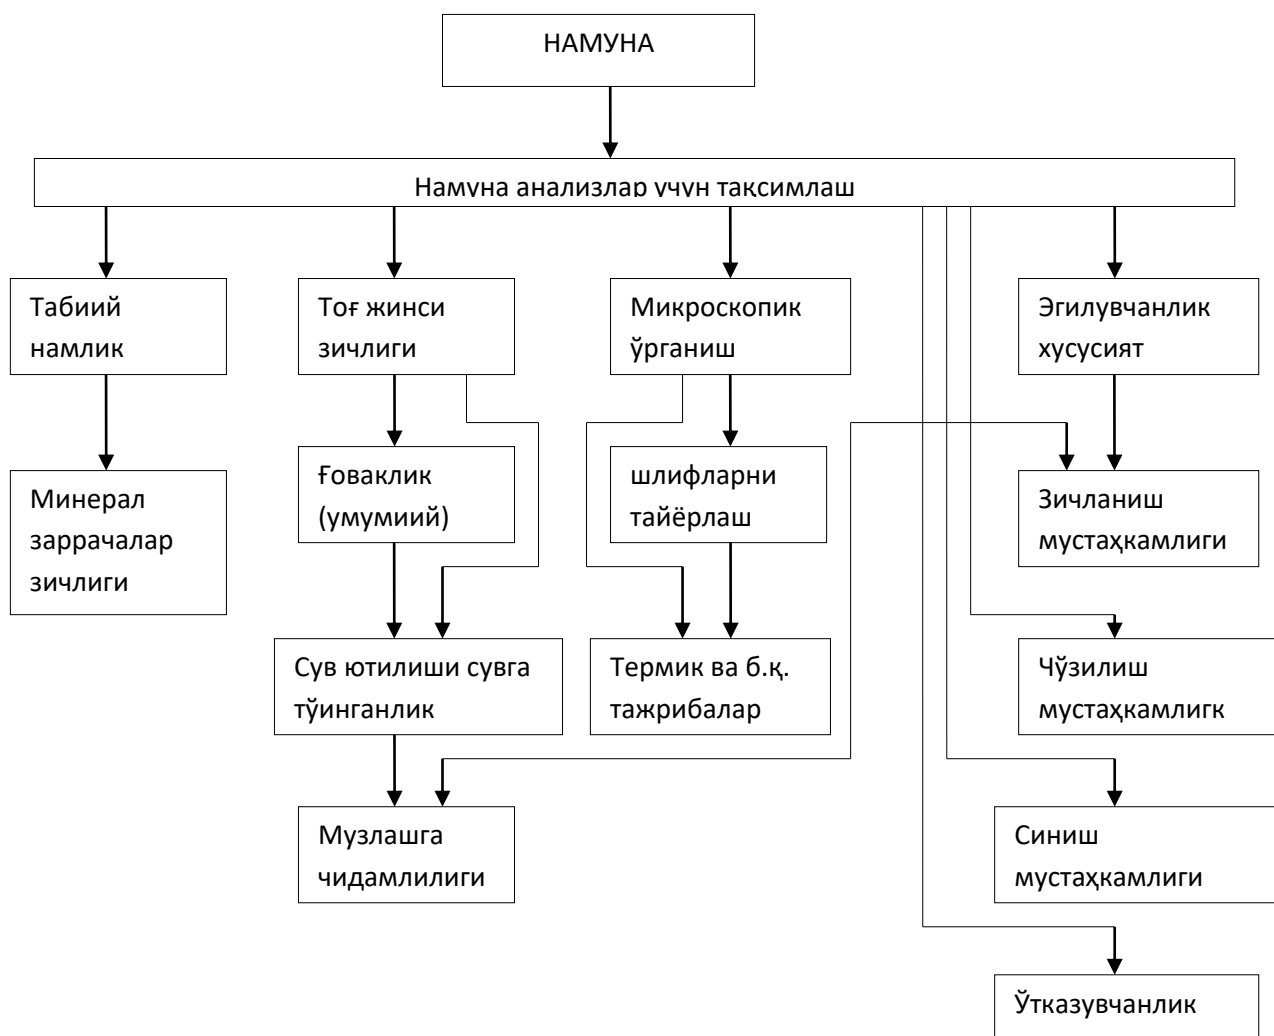 НАМУНА
Намуна анализлар учун тақсимлаш
Табиий
намлик
Тоғ жинси
зичлиги
Микроскопик
ўрганиш
Эгилувчанлик
хусусият
Минерал
заррачалар
зичлиги
Ғоваклик
(умумий)
шлифларни
тайёрлаш
Зичланиш
мустаҳкамлиги
Сув ютилиши сувга
тўинганлик
Термик ва б.қ.
тажрибалар
Чўзилиш
мустаҳкамлигк
Музлашга
чидамлилиги
Синиш
мустаҳкамлиги
Ўтказувчанлик